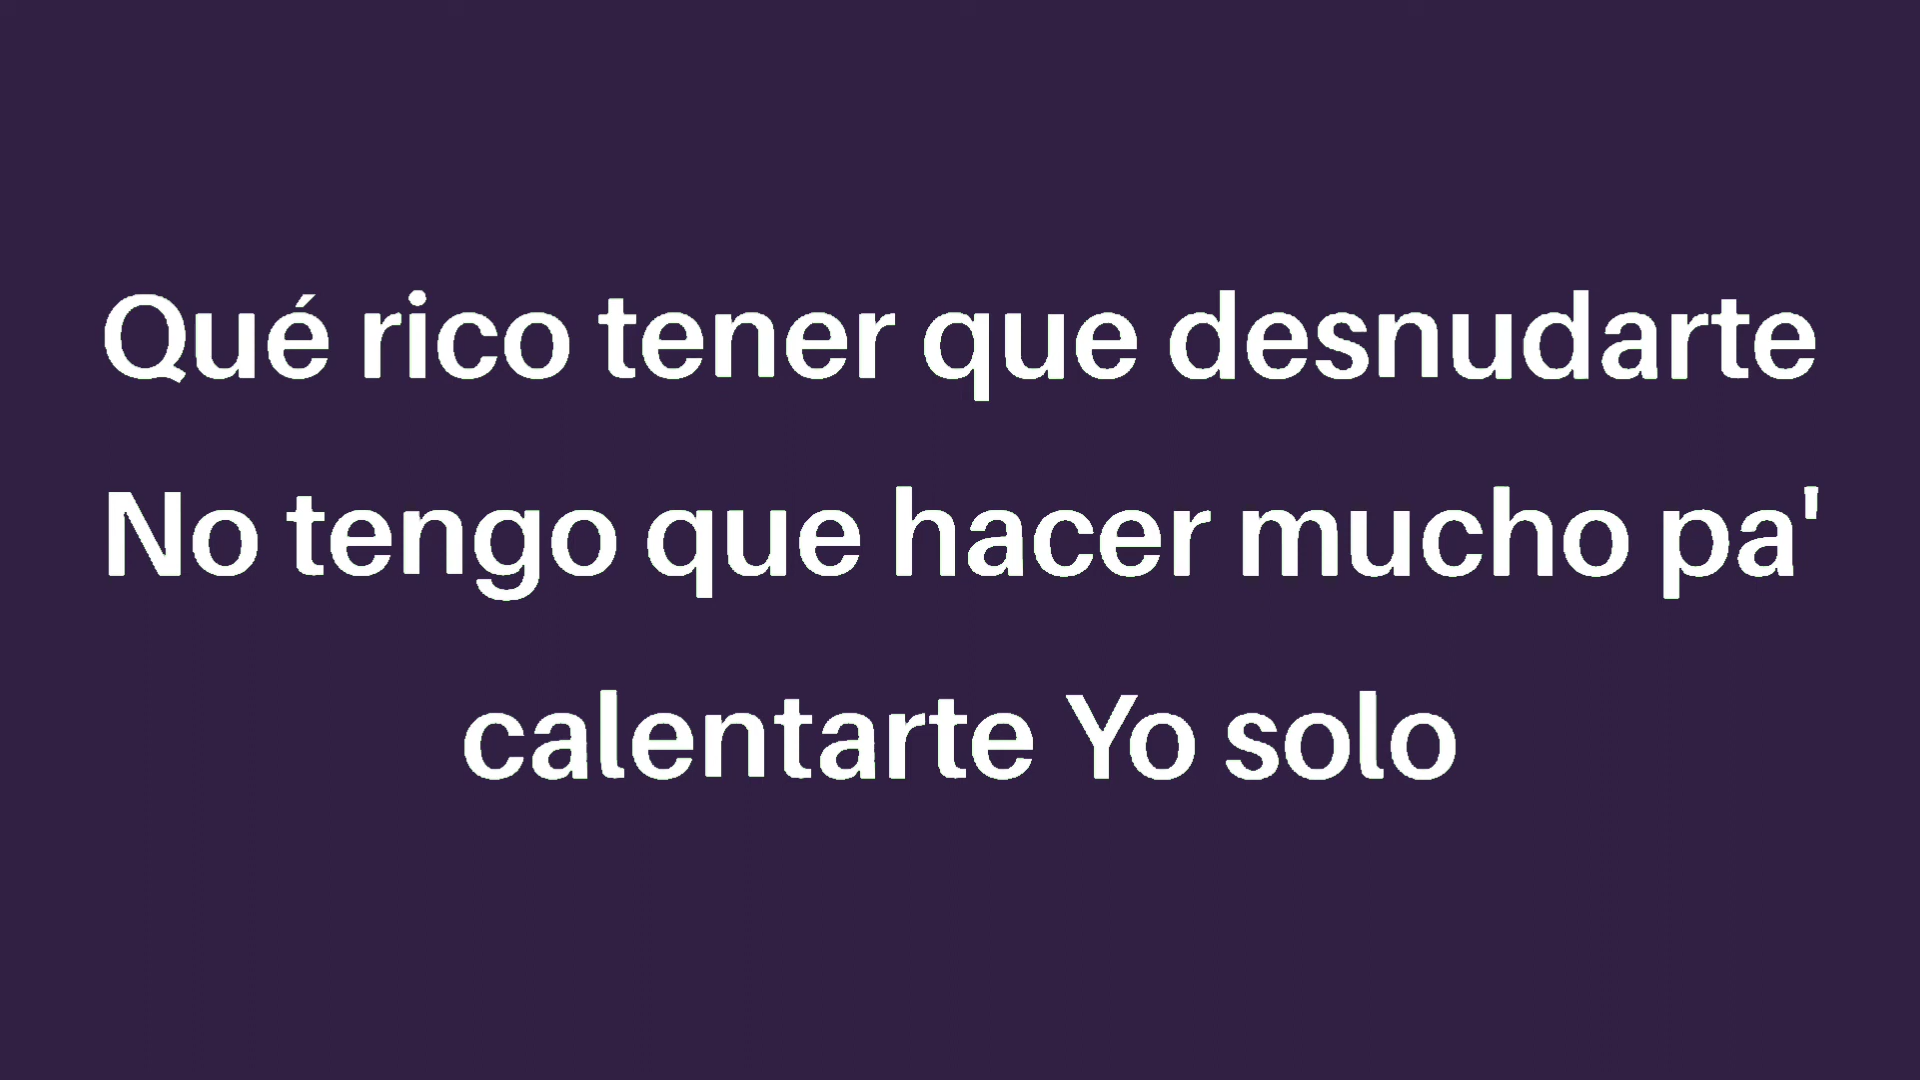 Qué rico tener que desnudarte
No tengo que hacer mucho pa'
calentarte Yo solo